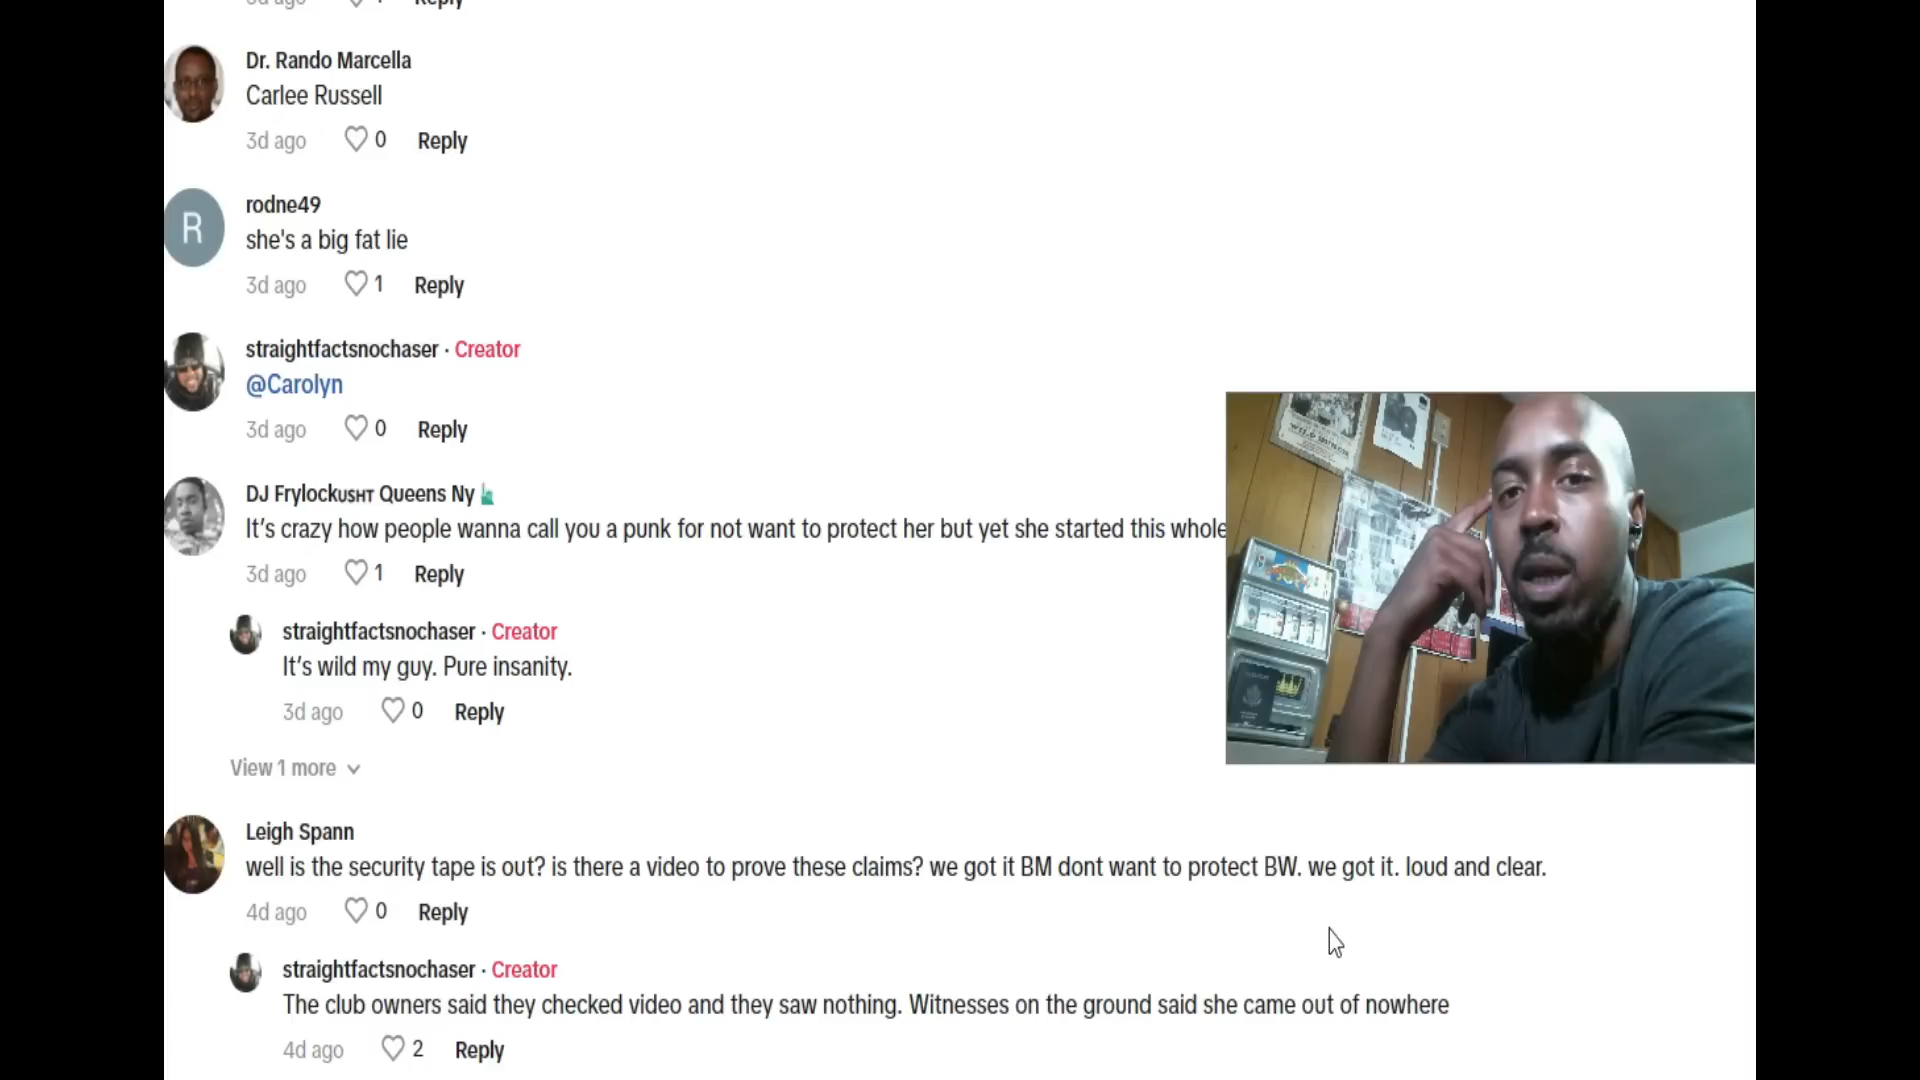 3d ago Reply
Dr. Rando Marcella
Carlee Russell
3d ago 0 Reply
R
rodne49
she's a big fat lie
3d ago 1 Reply
straightfactsnochaser · Creator
@Carolyn
3d ago 0 Reply
DJ Frylockᴜsʜᴛ Queens Ny
It's crazy how people wanna call you a punk for not want to protect her but yet she started this whole
3d ago 1 Reply
straightfactsnochaser · Creator
It's wild my guy. Pure insanity.
3d ago 0 Reply
View 1 more
Leigh Spann
well is the security tape is out? is there a video to prove these claims? we got it BM dont want to protect BW. we got it. loud and clear.
4d ago 0 Reply
straightfactsnochaser · Creator
The club owners said they checked video and they saw nothing. Witnesses on the ground said she came out of nowhere
4d ago 2 Reply